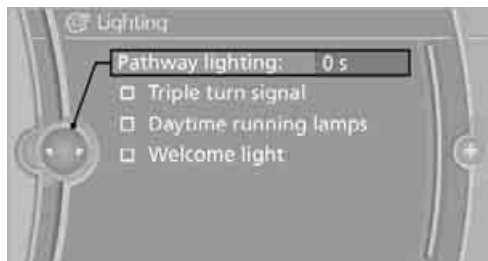 Lighting
Pathway lighting: 0 s
Triple turn signal
Daytime running lamps
Welcome light